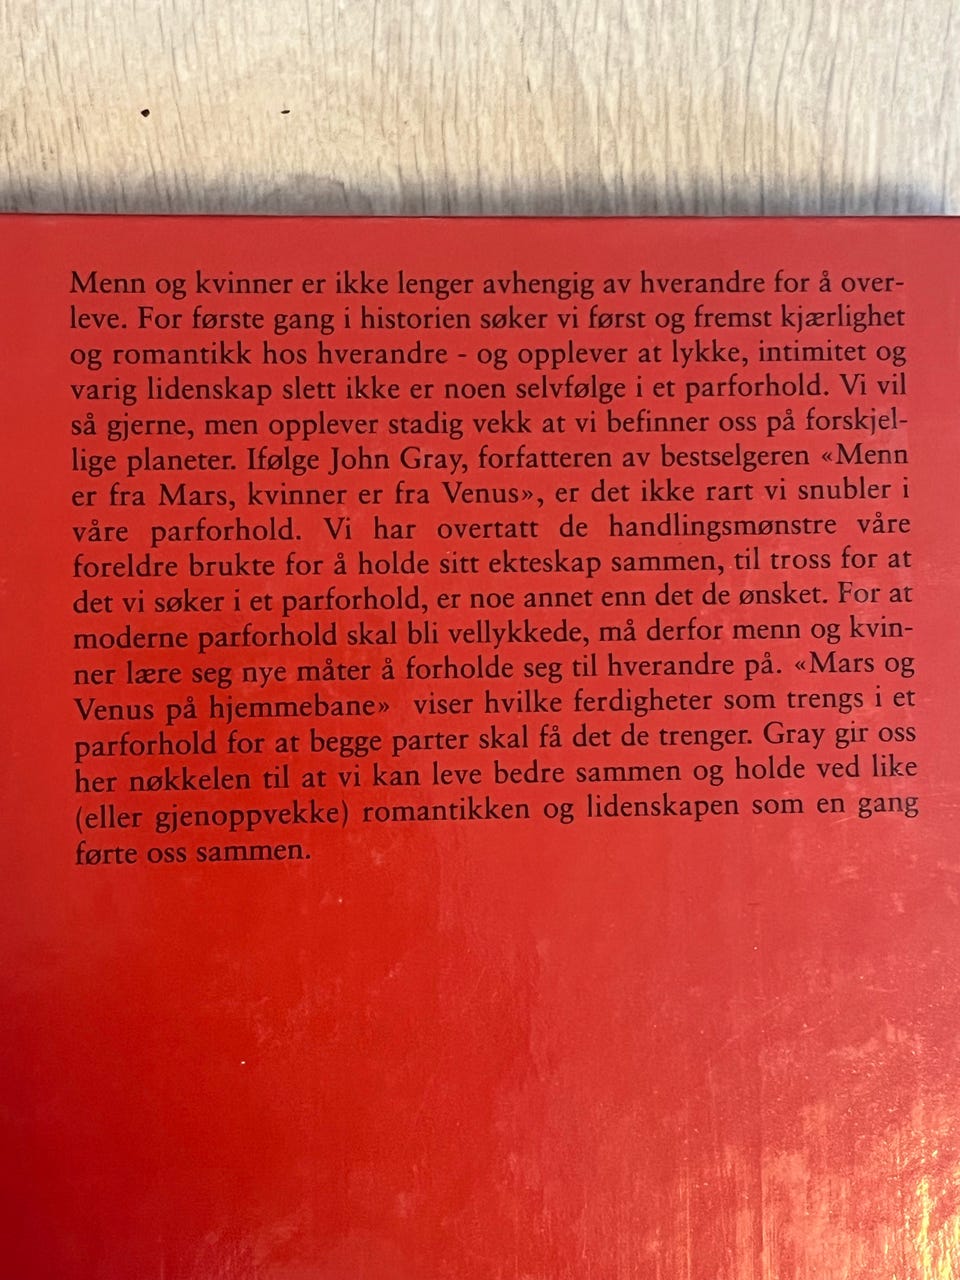 Menn og kvinner er ikke lenger avhengig av hverandre for å over-
leve. For første gang i historien søker vi først og fremst kjærlighet
og romantikk hos hverandre - og opplever at lykke, intimitet og
varig lidenskap slett ikke er noen selvfølge i et parforhold. Vi vil
så gjerne, men opplever stadig vekk at vi befinner oss på forskjel-
lige planeter. Ifølge John Gray, forfatteren av bestselgeren «Menn
er fra Mars, kvinner er fra Venus», er det ikke rart vi snubler i
våre parforhold. Vi har overtatt de handlingsmønstre våre
foreldre brukte for å holde sitt ekteskap sammen, til tross for at
det vi søker i et parforhold, er noe annet enn det de ønsket. For at
moderne parforhold skal bli vellykkede, må derfor menn og kvin-
ner lære seg nye måter å forholde seg til hverandre på. «Mars og
Venus på hjemmebane» viser hvilke ferdigheter som trengs i et
parforhold for at begge parter skal få det de trenger. Gray gir oss
her nøkkelen til at vi kan leve bedre sammen og holde ved like
(eller gjenoppvekke) romantikken og lidenskapen som en gang
førte oss sammen.